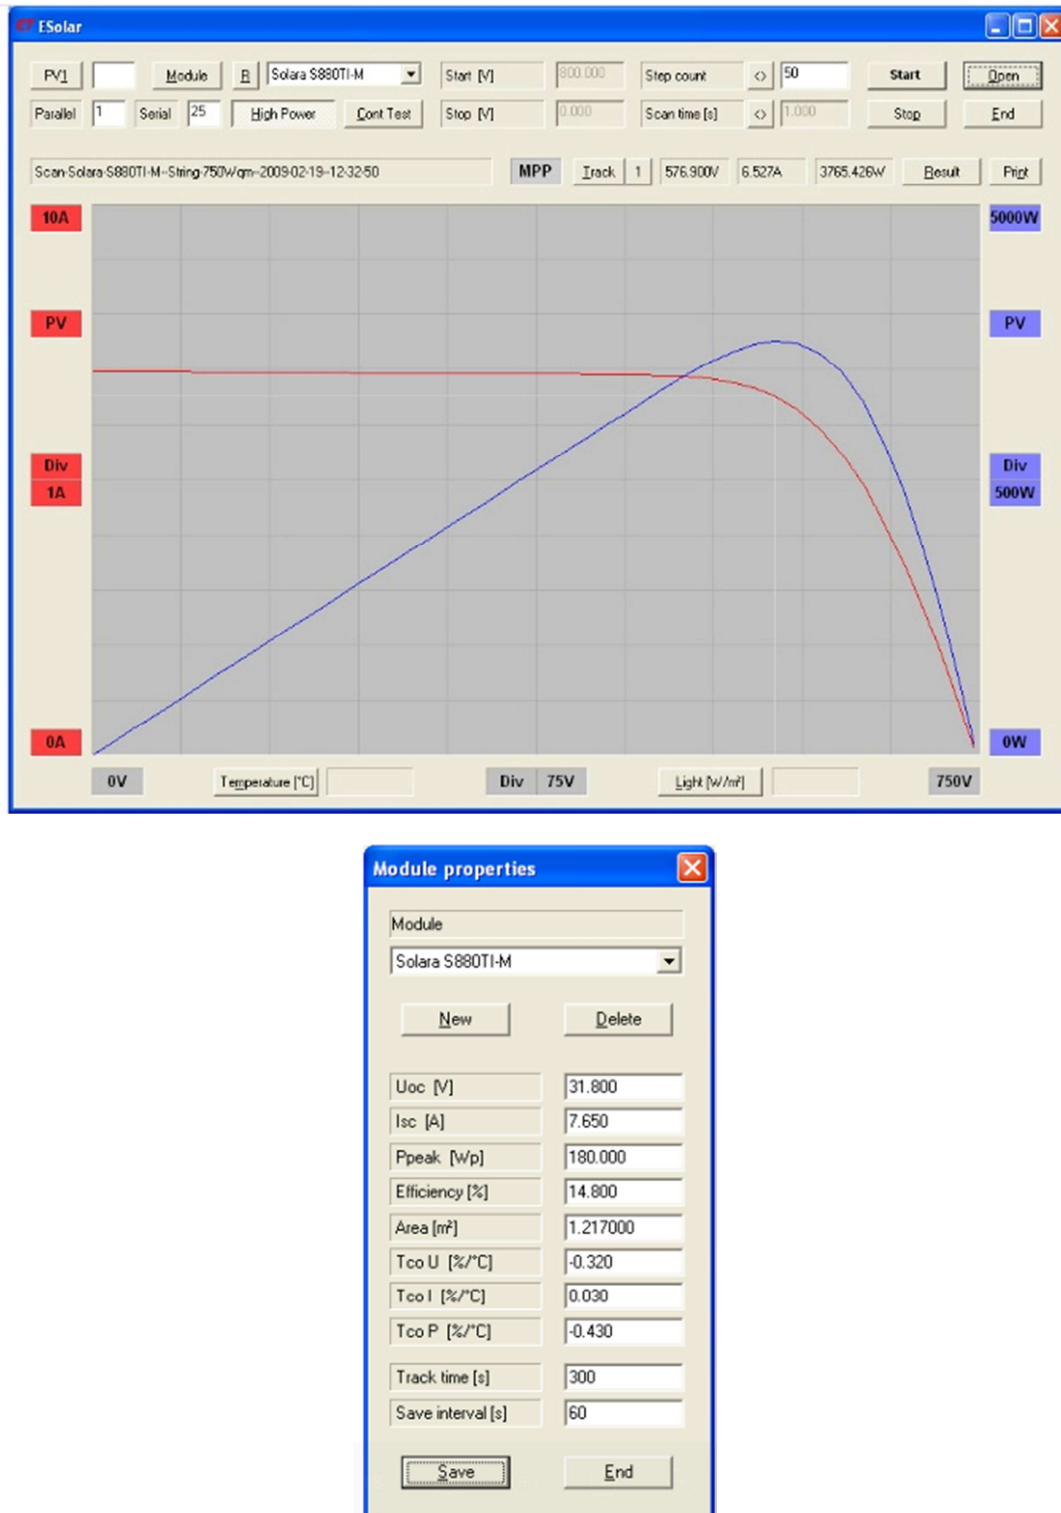 ESolar
PV1 Module R Solara S880TI-M Start [V] 800.000 Step count <> 50 Start Open
Parallel 1 Serial 25 High Power Cont Test Stop [V] 0.000 Scan time [s] <> 1.000 Stop End
Scan-Solara-S880TI-M--String-750Wqm--2009-02-19--12-32-50 MPP Track 1 576.900V 6.527A 3765.426W Result Print
10A 5000W
PV PV
Div Div
1A 500W
0A 0W
0V Temperature [°C] Div 75V Light [W/m²] 750V
Module properties
Module
Solara S880TI-M
New Delete
Uoc [V] 31.800
Isc [A] 7.650
Ppeak [Wp] 180.000
Efficiency [%] 14.800
Area [m²] 1.217000
Tco U [%/°C] -0.320
Tco I [%/°C] 0.030
Tco P [%/°C] -0.430
Track time [s] 300
Save interval [s] 60
Save End